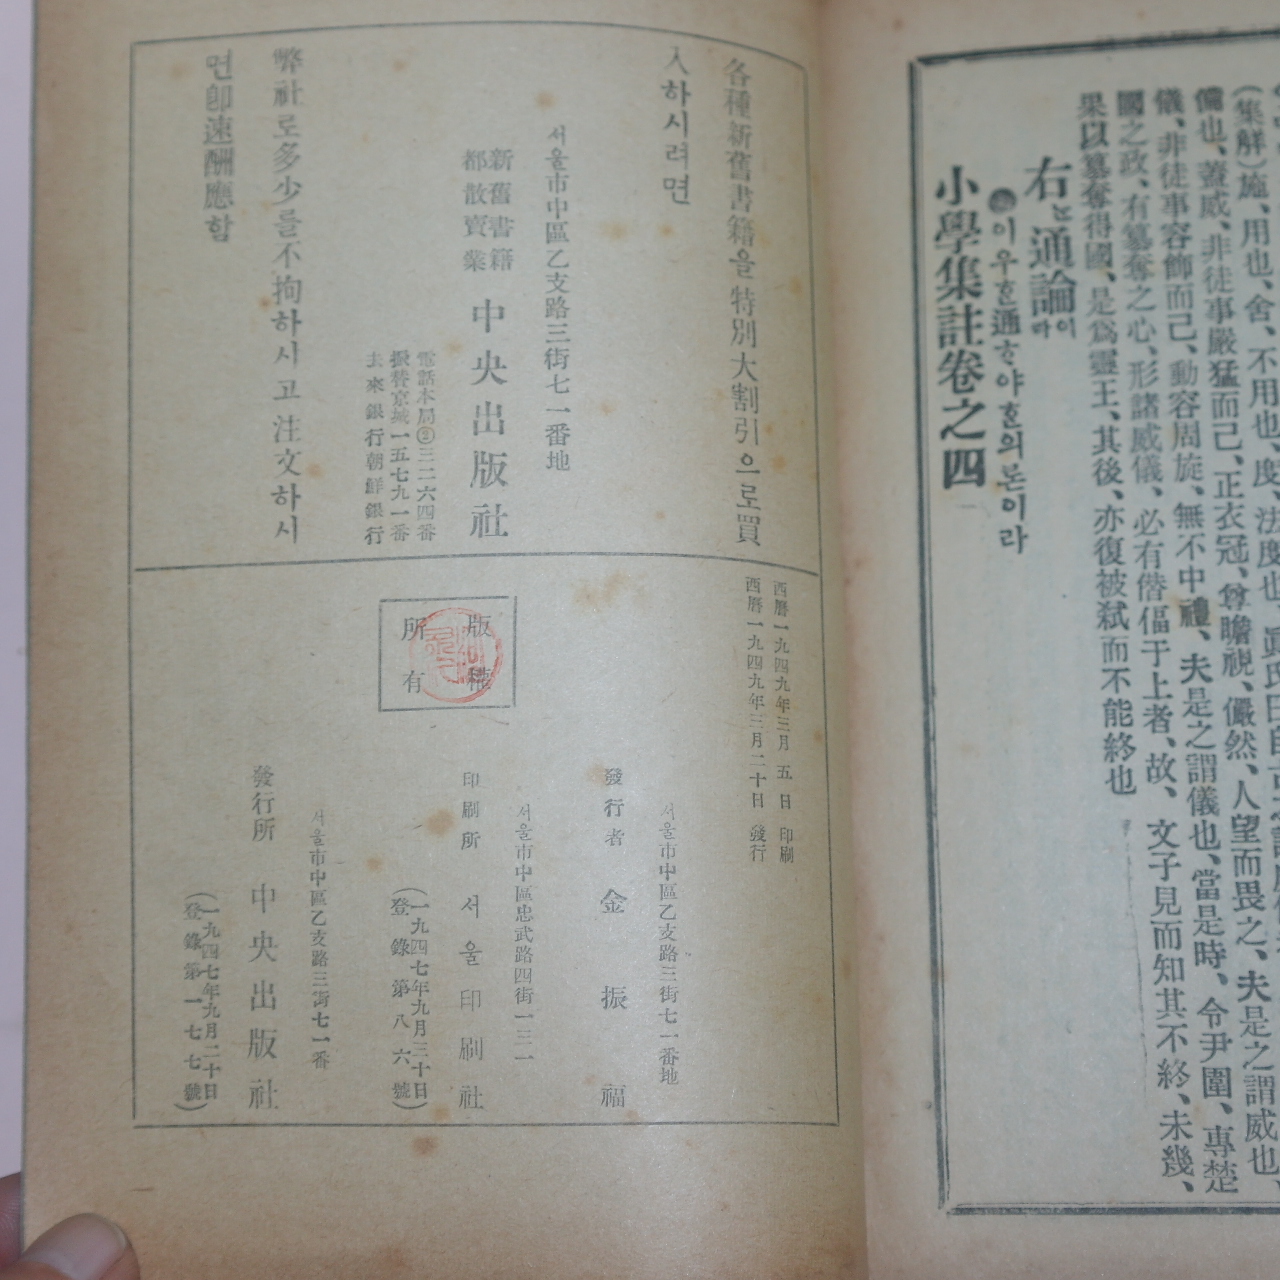 (集解)施、用也、舍、不用也、度、法度也、眞氏曰
備也、蓋威、非徒事嚴猛而己、正衣冠、尊瞻視、儼然、人望而畏之、夫是之謂威也、
儀、非徒事容飾而己、動容周旋、無不中禮、夫是之謂儀也、當是時、令尹圍、專楚
國之政、有簒奪之心、形諸威儀、必有僭偪于上者、故、文子見而知其不終、未幾、
果以簒奪得國、是爲靈王、其後、亦復被弑而不能終也
右ᄂ通論이라
이우흔通ᄒᆞ야흔의론이라
小學集註卷之四
各種新舊書籍을特別大割引으로買
入하시려면
서울市中區乙支路三街七一番地
新舊書籍
都散賣業
中央出版社
電話本局②三二六四番
振替京城一五七九一番
去來銀行朝鮮銀行
弊社로多少를不拘하시고注文하시
면卽速酬應함
西曆一九四九年三月五日 印刷
西曆一九四九年三月二十日 發行
서울市中區乙支路三街七一番地
發行者 金振福
서울市中區忠武路四街一三一
印刷所 서울印刷社
(一九四七年九月三十日
登錄第八六號)
版權
所有
서울市中區乙支路三街七一番
發行所 中央出版社
(一九四七年九月二十日
登錄第一七七號)